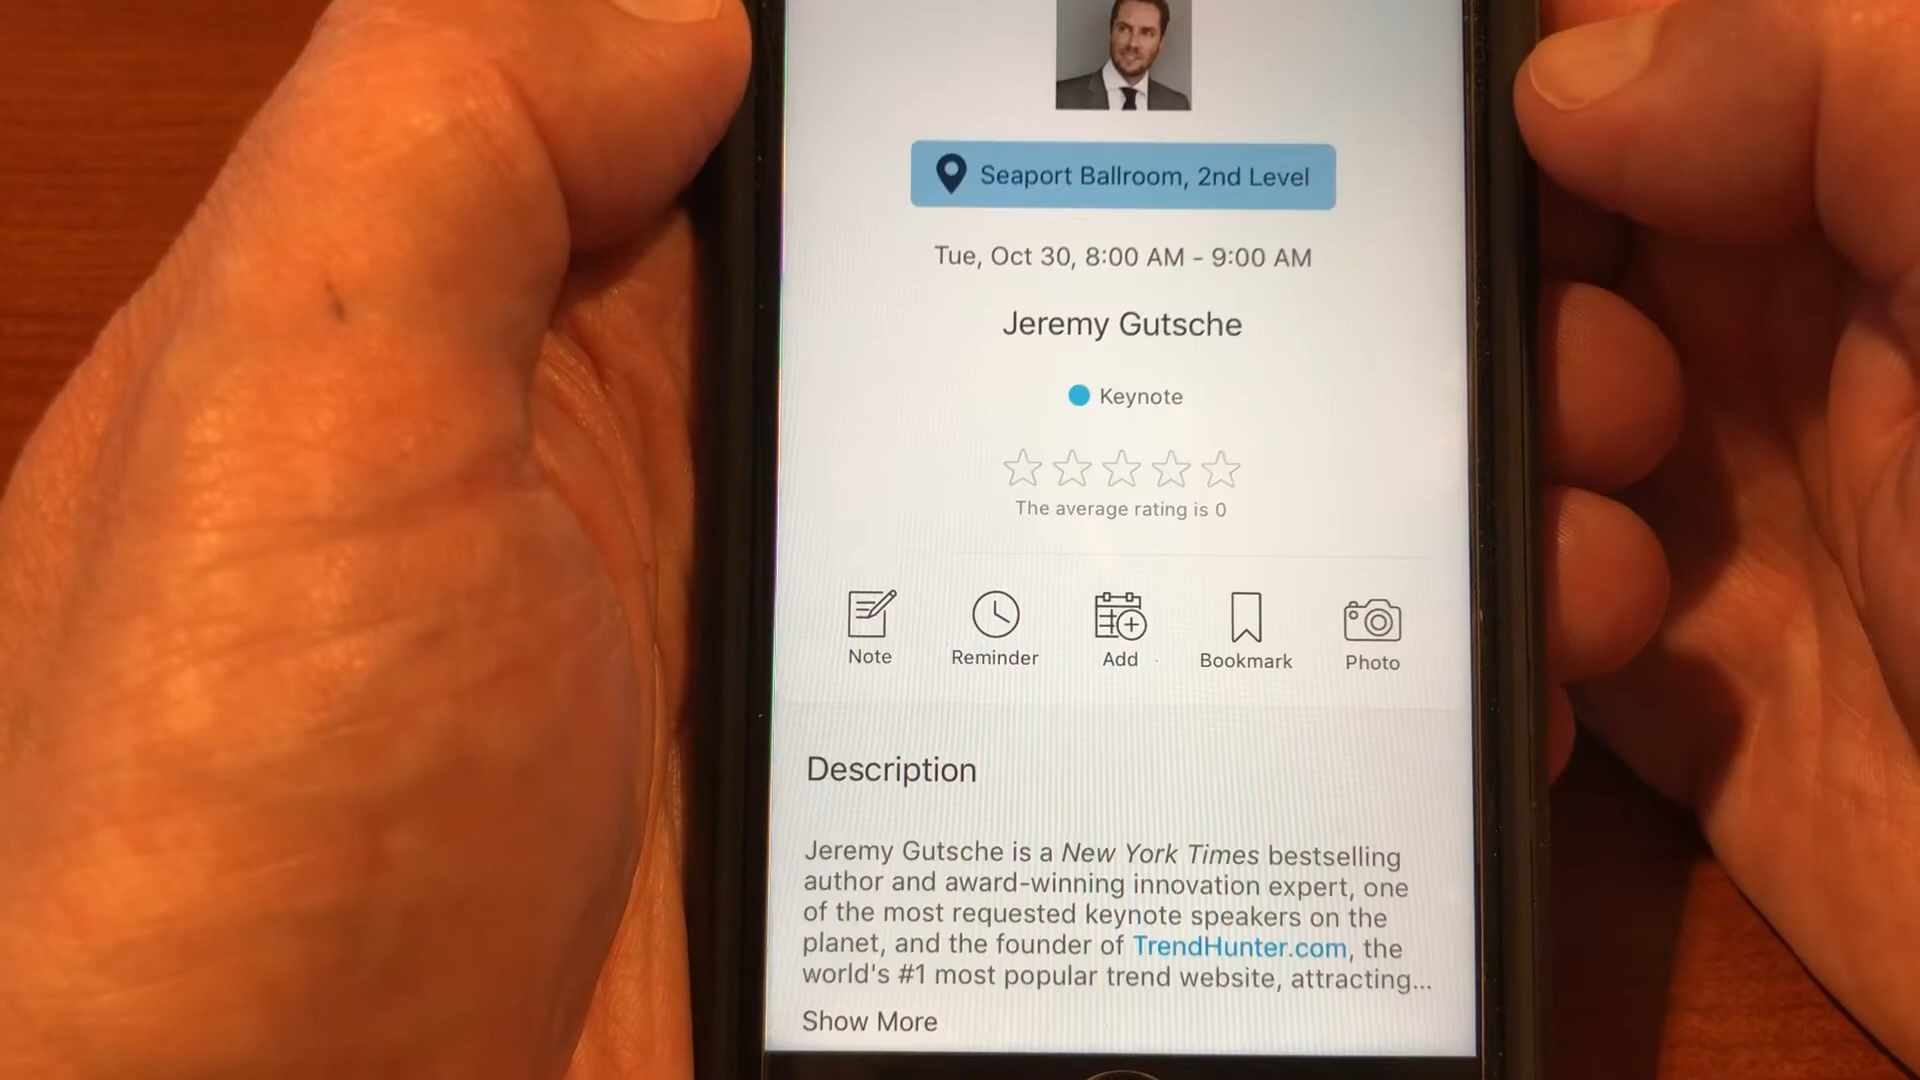 Seaport Ballroom, 2nd Level
Tue, Oct 30, 8:00 AM - 9:00 AM
Jeremy Gutsche
Keynote
The average rating is 0
Note Reminder Add Bookmark Photo
Description
Jeremy Gutsche is a New York Times bestselling
author and award-winning innovation expert, one
of the most requested keynote speakers on the
planet, and the founder of TrendHunter.com, the
world's #1 most popular trend website, attracting...
Show More